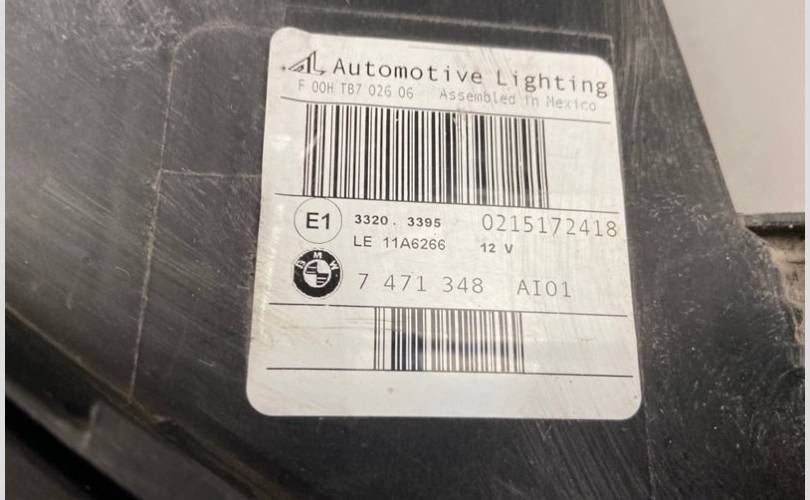 AL Automotive Lighting
F 00H TB7 026 06 Assembled in Mexico
E1 3320 . 3395 0215172418
LE 11A6266 12 V
BMW 7 471 348 AI01